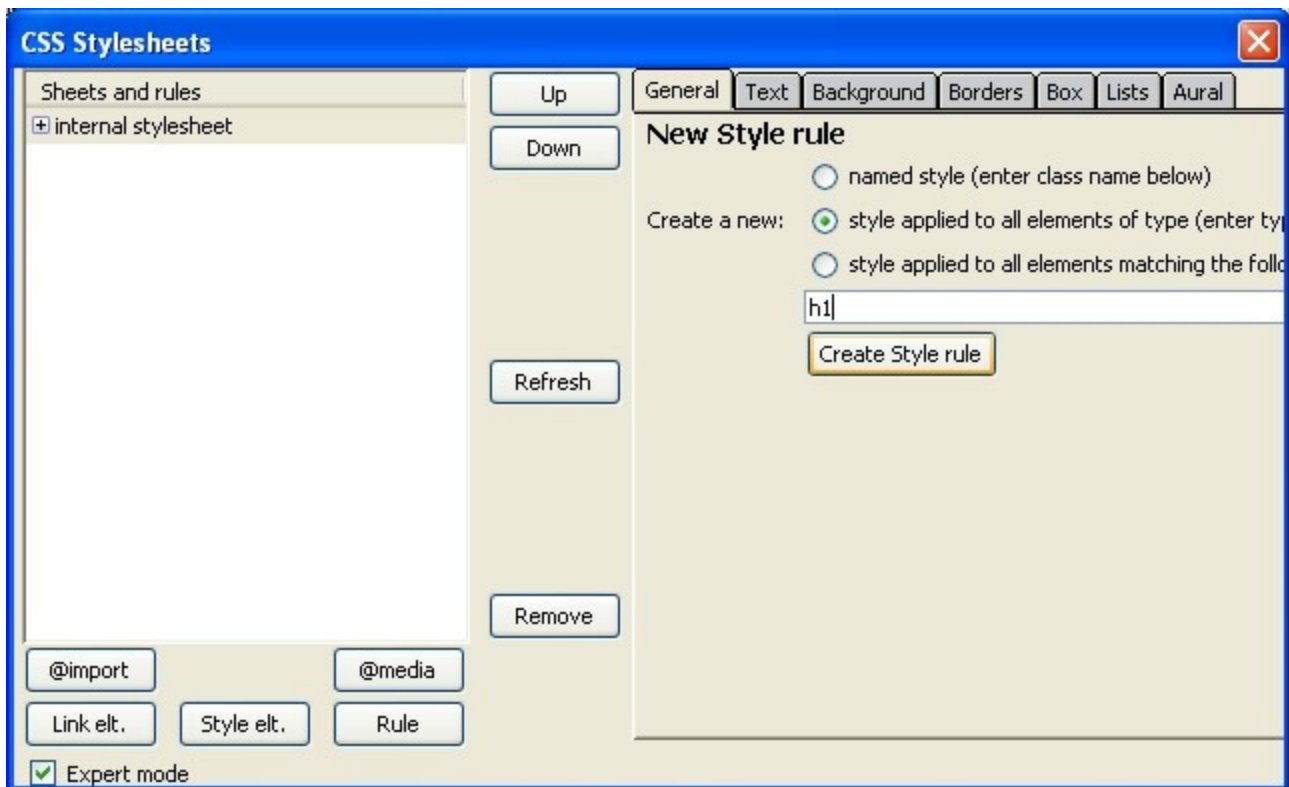 CSS Stylesheets
Sheets and rules
internal stylesheet
Up
Down
Refresh
Remove
@import
@media
Link elt.
Style elt.
Rule
Expert mode
General Text Background Borders Box Lists Aural
New Style rule
named style (enter class name below)
Create a new: style applied to all elements of type (enter
style applied to all elements matching the
h1
Create Style rule